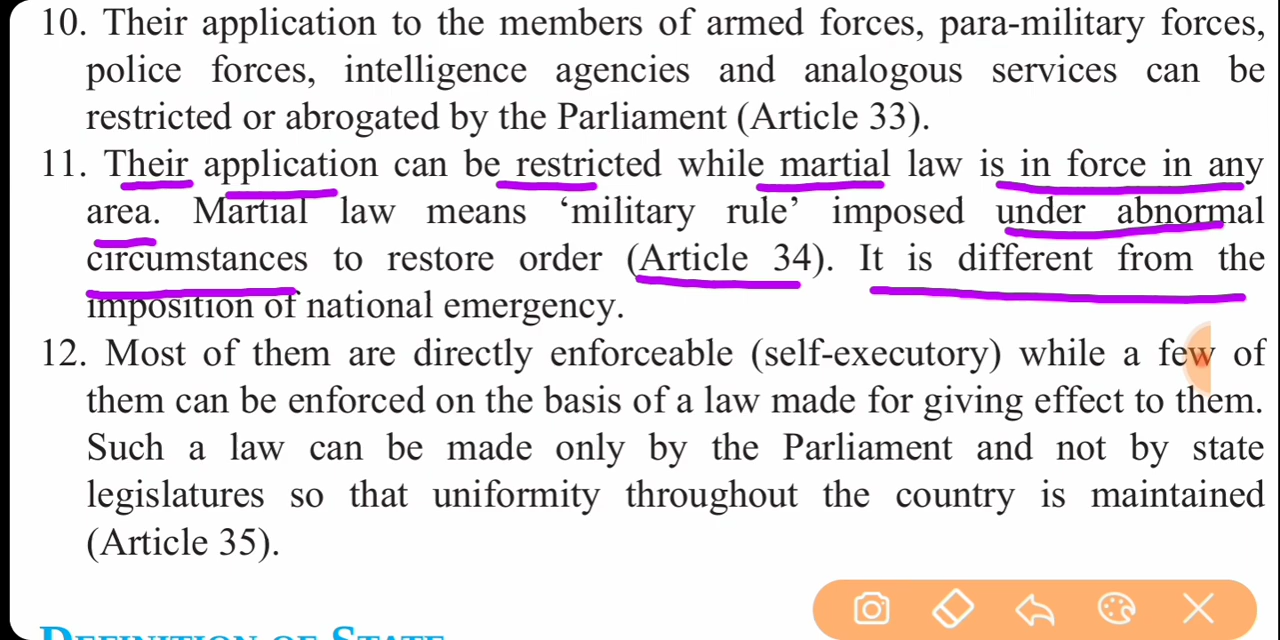 10. Their application to the members of armed forces, para-military forces,
police forces, intelligence agencies and analogous services can be
restricted or abrogated by the Parliament (Article 33).
11. Their application can be restricted while martial law is in force in any
area. Martial law means ‘military rule’ imposed under abnormal
circumstances to restore order (Article 34). It is different from the
imposition of national emergency.
12. Most of them are directly enforceable (self-executory) while a few of
them can be enforced on the basis of a law made for giving effect to them.
Such a law can be made only by the Parliament and not by state
legislatures so that uniformity throughout the country is maintained
(Article 35).
DEFINITION OF STATE